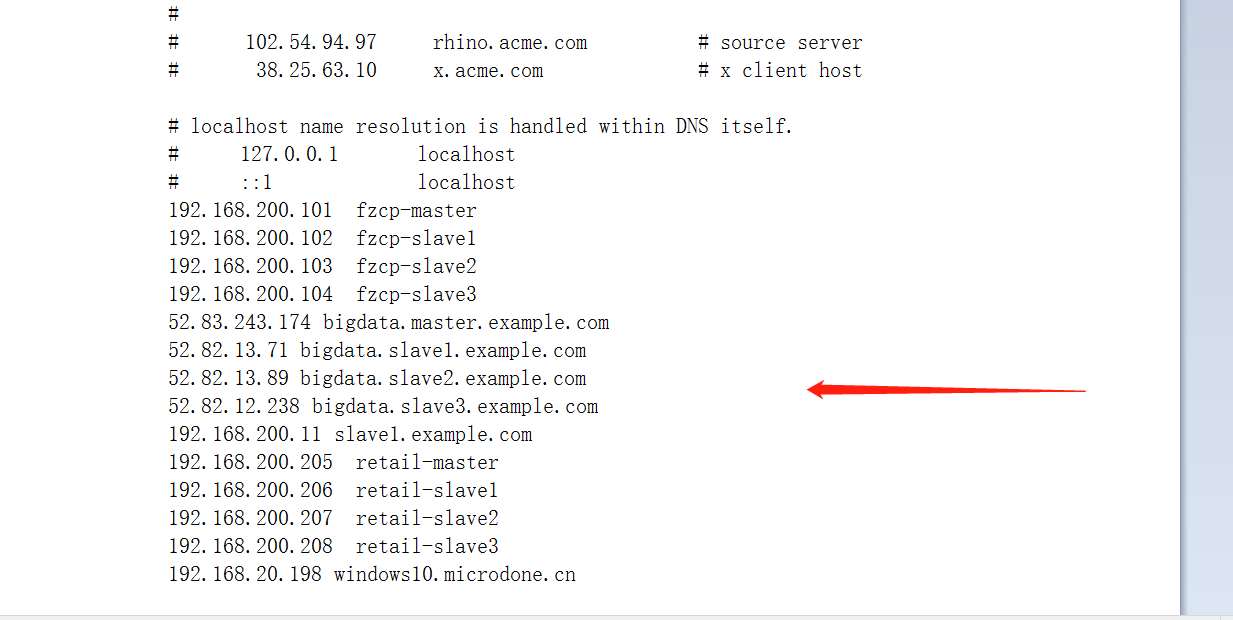 #
# 102.54.94.97 rhino.acme.com # source server
# 38.25.63.10 x.acme.com # x client host
# localhost name resolution is handled within DNS itself.
# 127.0.0.1 localhost
# ::1 localhost
192.168.200.101 fzcp-master
192.168.200.102 fzcp-slave1
192.168.200.103 fzcp-slave2
192.168.200.104 fzcp-slave3
52.83.243.174 bigdata.master.example.com
52.82.13.71 bigdata.slave1.example.com
52.82.13.89 bigdata.slave2.example.com
52.82.12.238 bigdata.slave3.example.com
192.168.200.11 slave1.example.com
192.168.200.205 retail-master
192.168.200.206 retail-slave1
192.168.200.207 retail-slave2
192.168.200.208 retail-slave3
192.168.20.198 windows10.microdone.cn